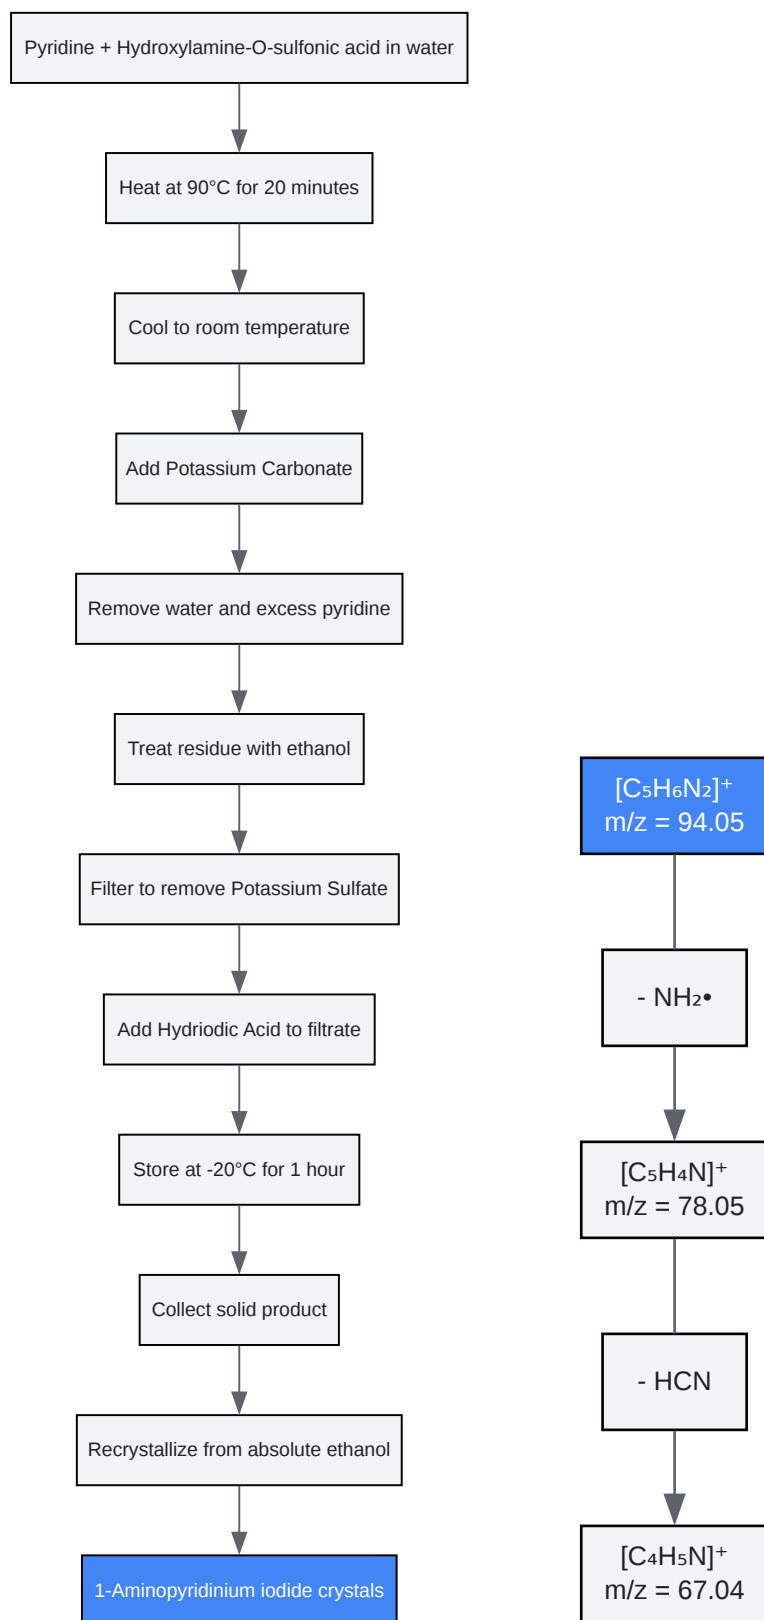 Pyridine + Hydroxylamine-O-sulfonic acid in water
Heat at 90°C for 20 minutes
Cool to room temperature
Add Potassium Carbonate
Remove water and excess pyridine
Treat residue with ethanol
Filter to remove Potassium Sulfate
Add Hydriodic Acid to filtrate
Store at -20°C for 1 hour
Collect solid product
Recrystallize from absolute ethanol
1-Aminopyridinium iodide crystals
[C₅H₆N₂]⁺
m/z = 94.05
- NH₂•
[C₅H₄N]⁺
m/z = 78.05
- HCN
[C₄H₅N]⁺
m/z = 67.04